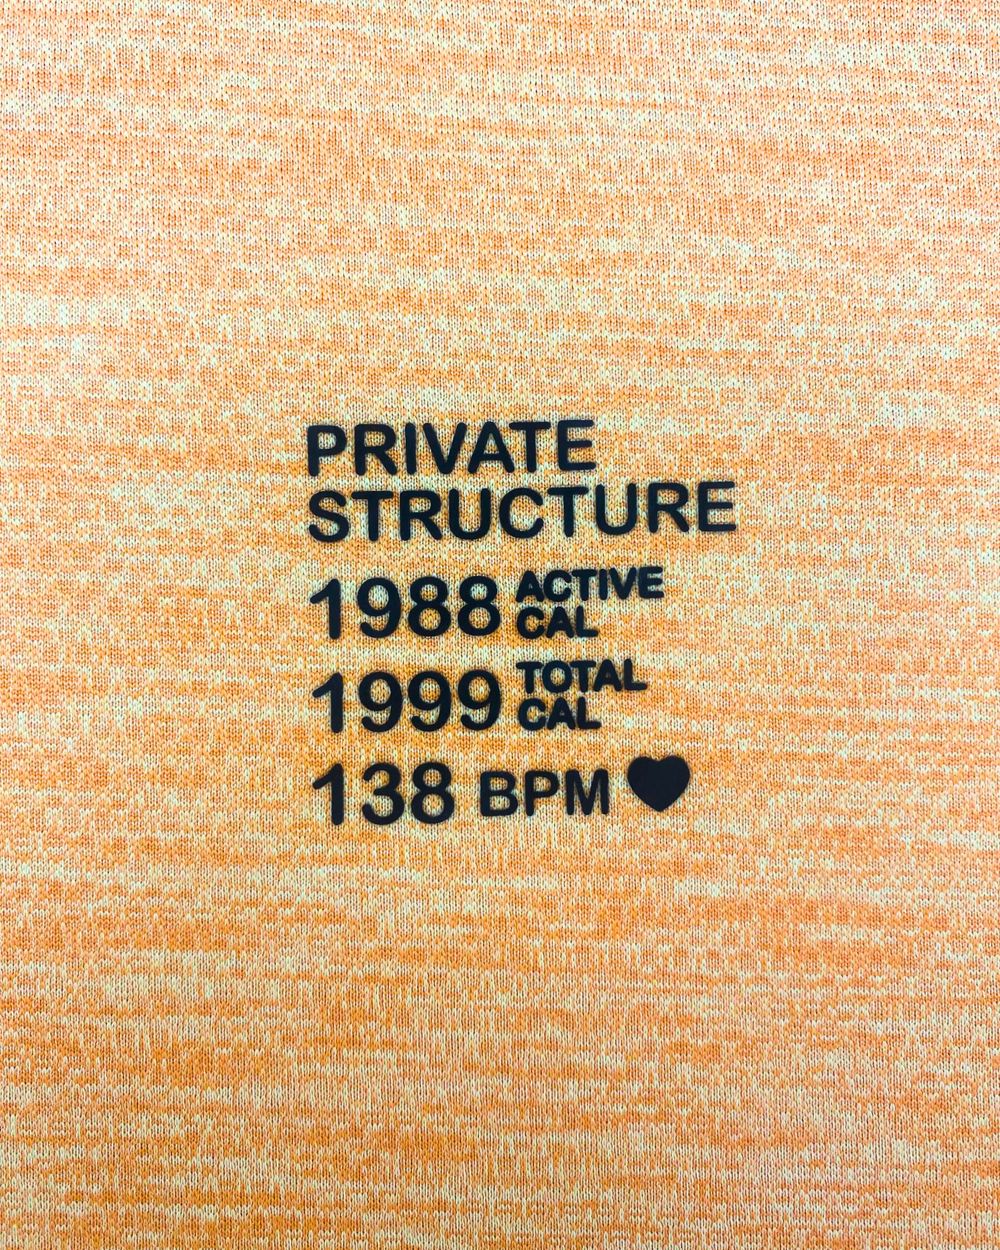 PRIVATE
STRUCTURE
1988 ACTIVE CAL
1999 TOTAL CAL
138 BPM